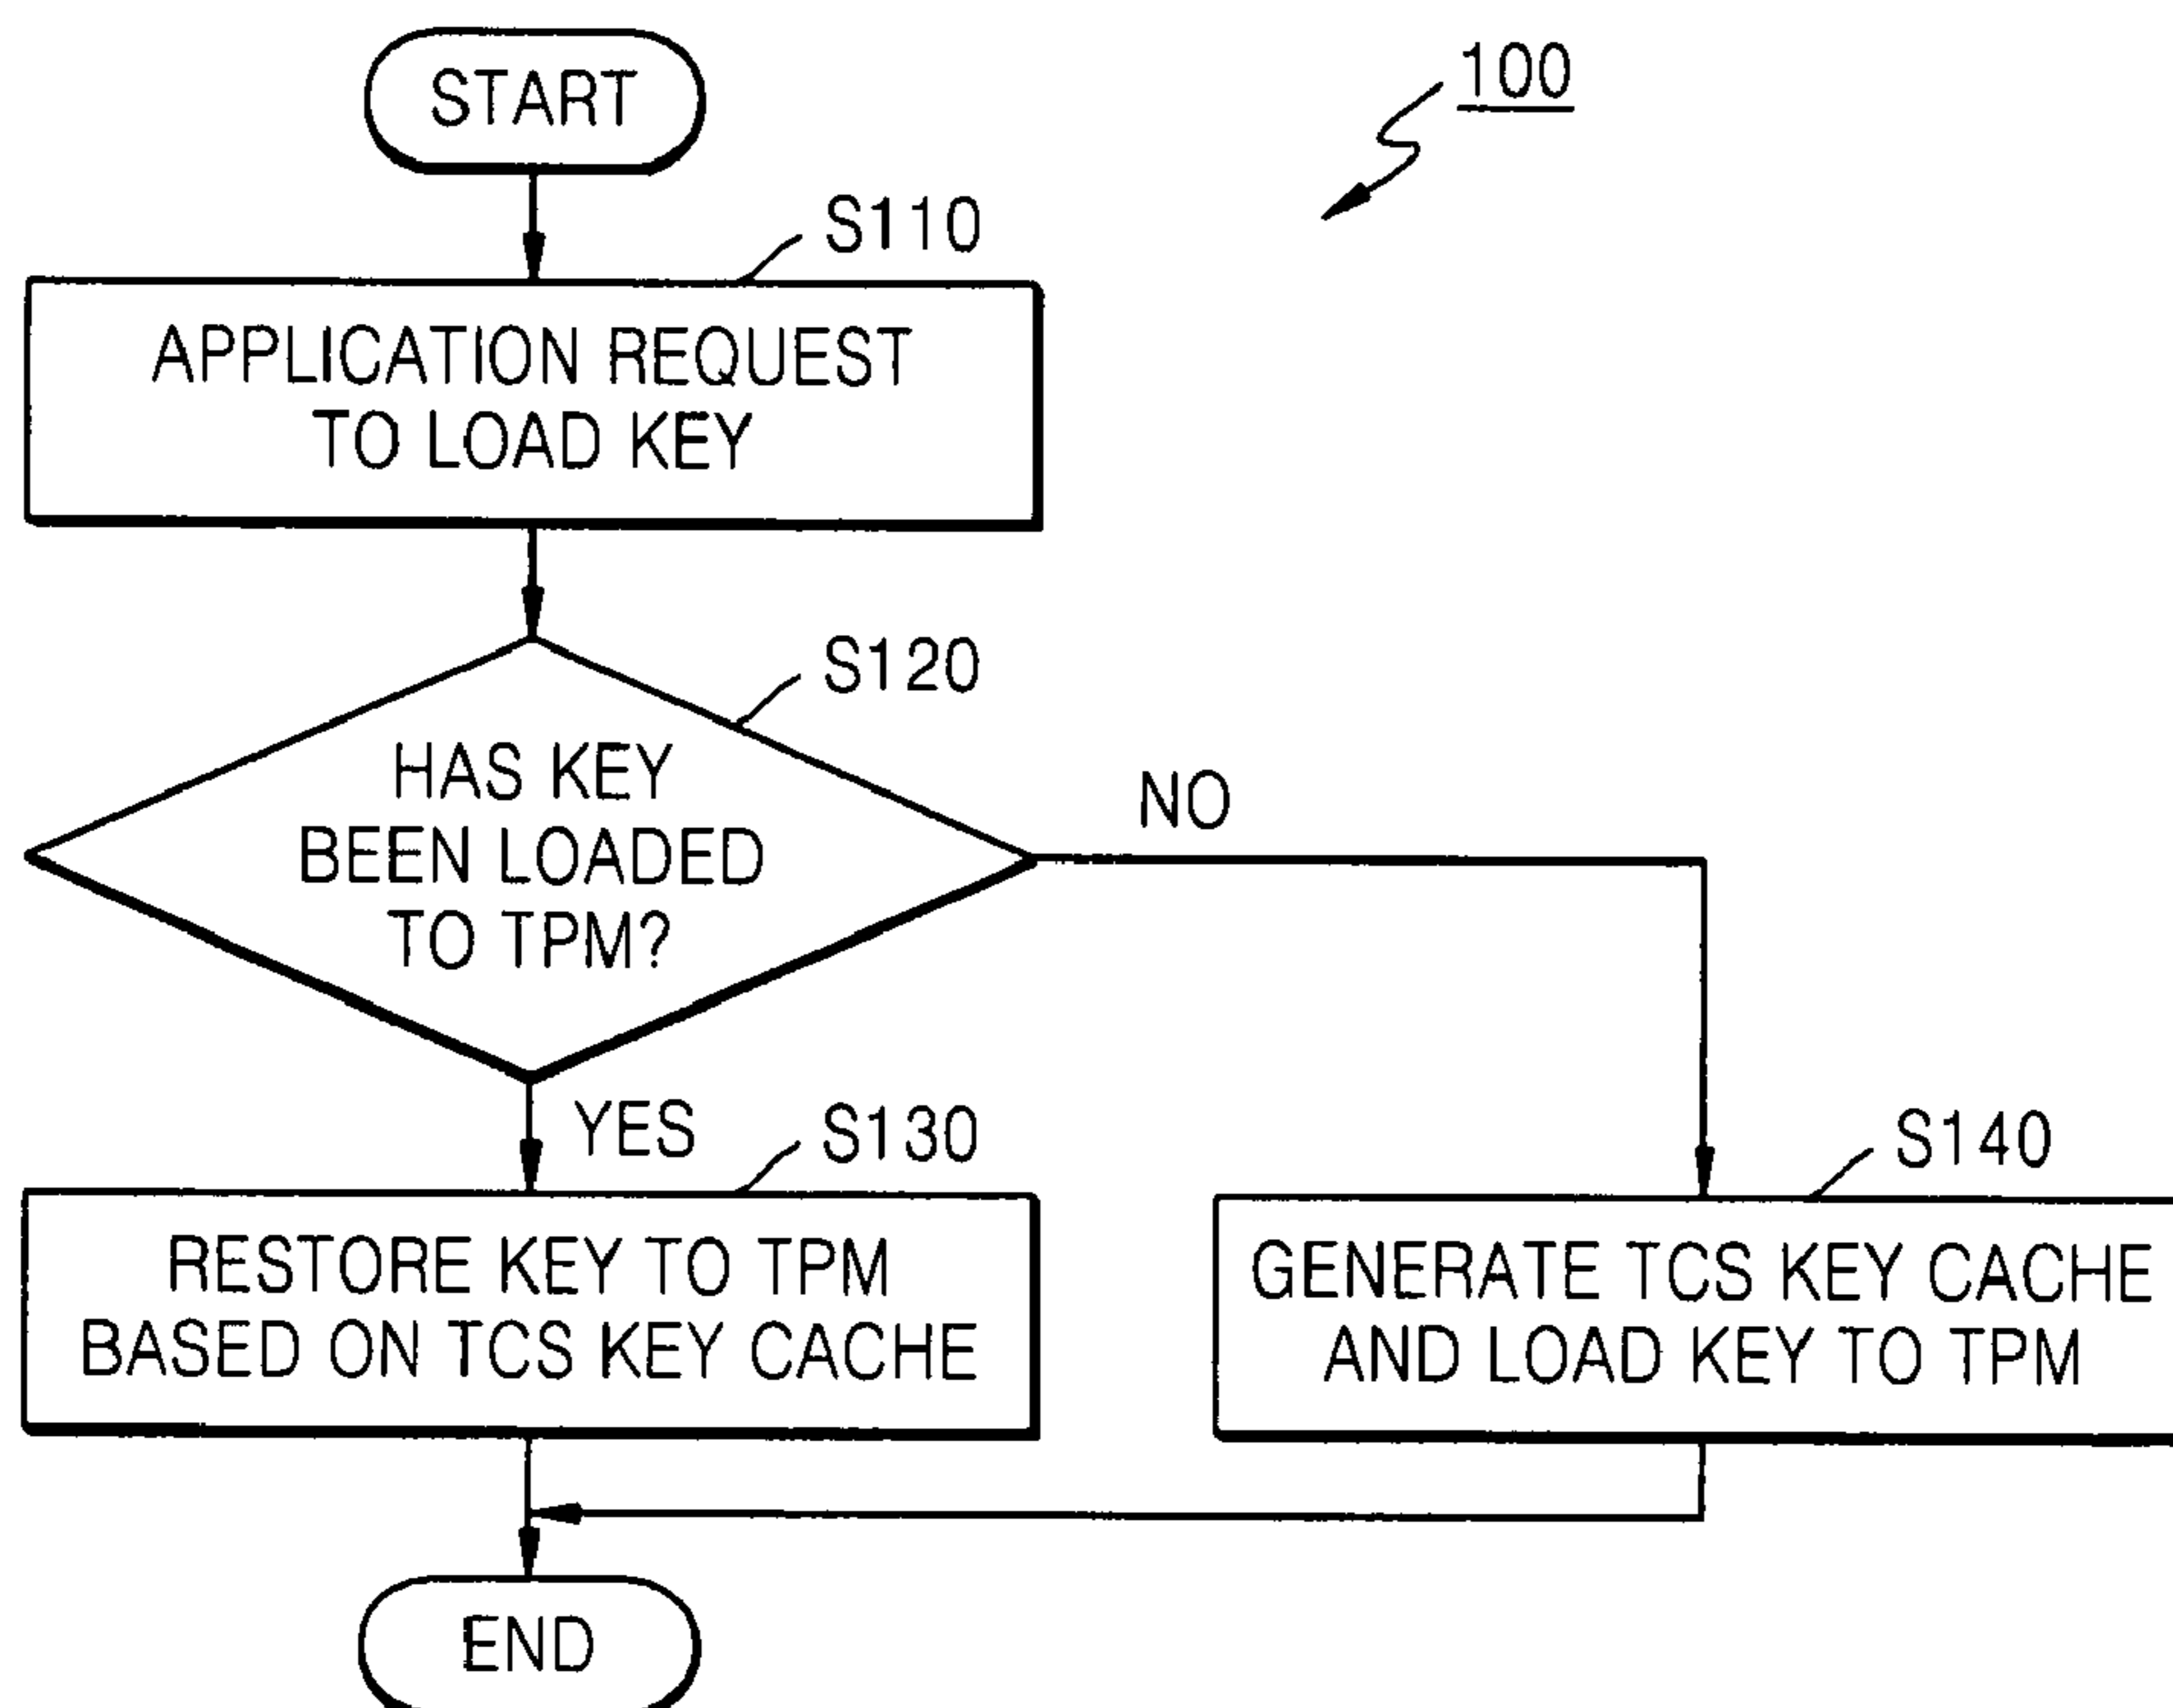 START
100
S110
APPLICATION REQUEST
TO LOAD KEY
S120
HAS KEY
BEEN LOADED
TO TPM?
NO
YES
S130
S140
RESTORE KEY TO TPM
BASED ON TCS KEY CACHE
GENERATE TCS KEY CACHE
AND LOAD KEY TO TPM
END